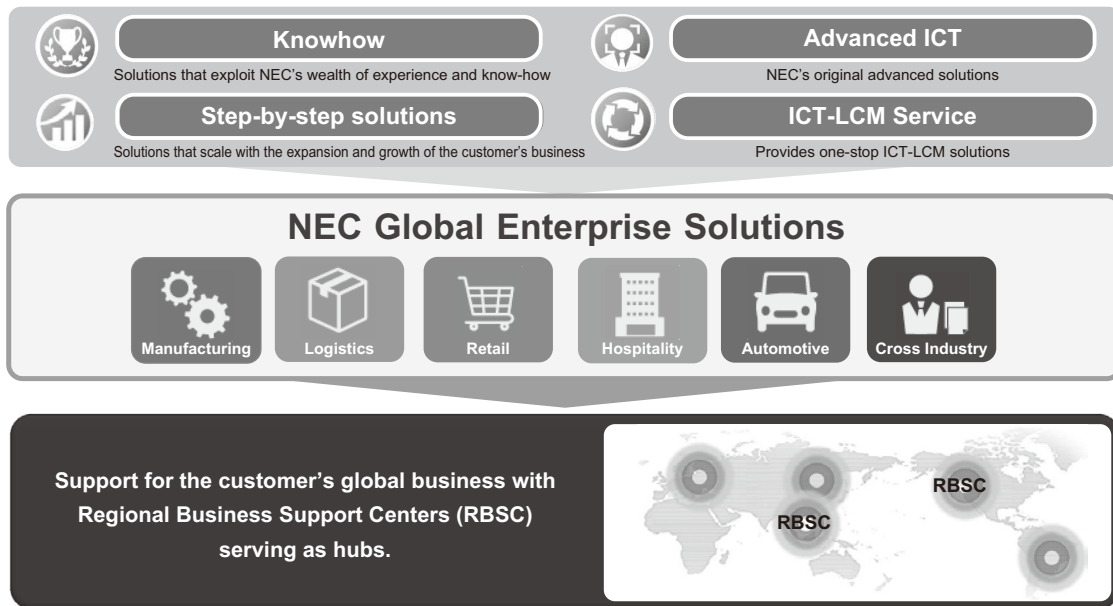 Knowhow
Solutions that exploit NEC's wealth of experience and know-how
Advanced ICT
NEC's original advanced solutions
Step-by-step solutions
Solutions that scale with the expansion and growth of the customer's business
ICT-LCM Service
Provides one-stop ICT-LCM solutions
NEC Global Enterprise Solutions
Manufacturing
Logistics
Retail
Hospitality
Automotive
Cross Industry
Support for the customer's global business with
Regional Business Support Centers (RBSC)
serving as hubs.
RBSC
RBSC